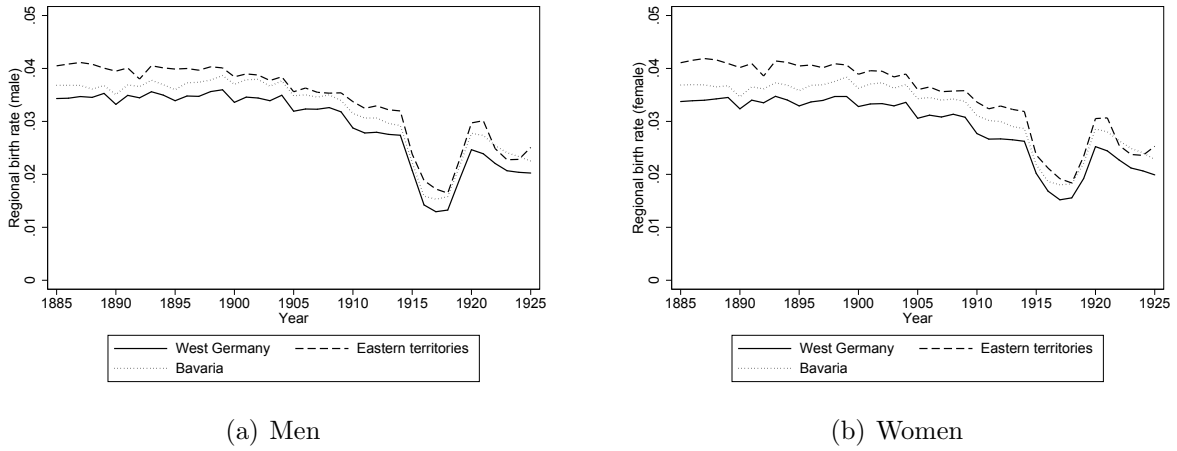 Regional birth rate (male)
.05
.04
.03
.02
.01
0
1885 1890 1895 1900 1905 1910 1915 1920 1925
Year
West Germany Eastern territories
Bavaria
(a) Men
Regional birth rate (female)
.05
.04
.03
.02
.01
0
1885 1890 1895 1900 1905 1910 1915 1920 1925
Year
West Germany Eastern territories
Bavaria
(b) Women